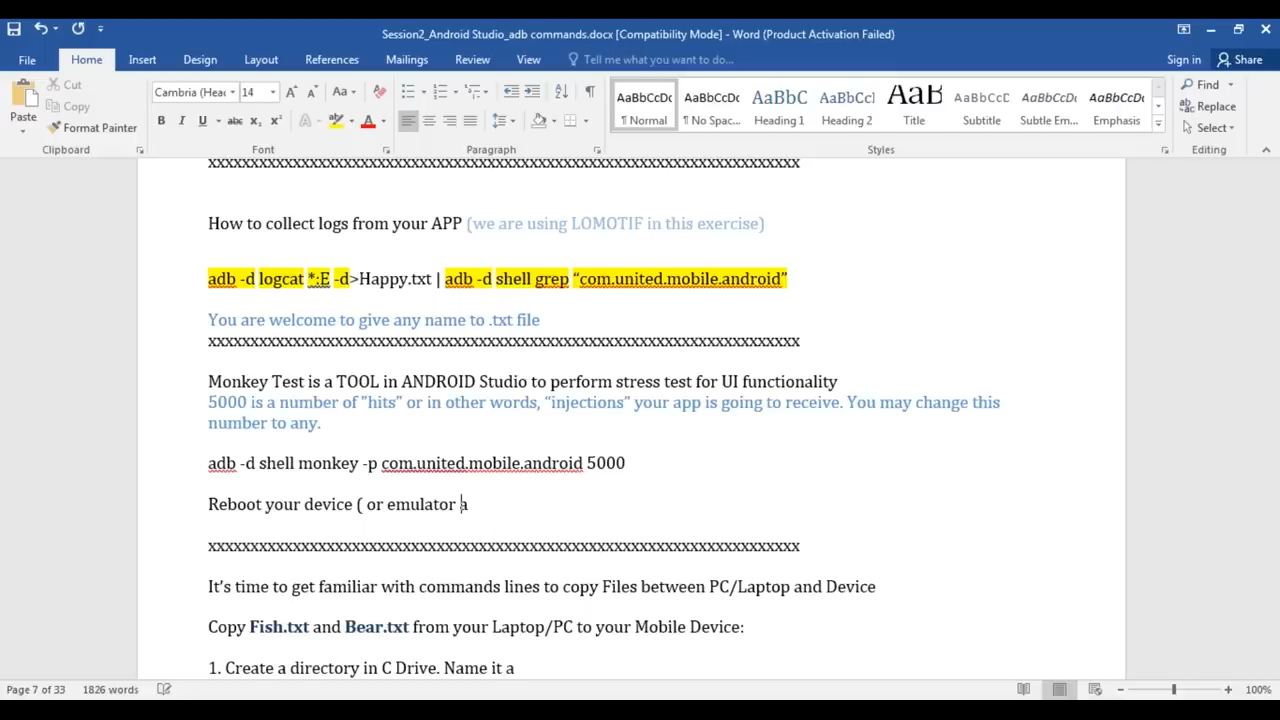 Session2_Android Studio_adb commands.docx [Compatibility Mode] - Word (Product Activation Failed)
File Home Insert Design Layout References Mailings Review View Tell me what you want to do... Sign in Share
Paste Cut Copy Format Painter
Cambria (Heac 14 Aa
B I U abc x₂ x² A A
AaBbCcDc AaBbCcDc AaBbC AaBbCc AaB AaBbCcD AaBbCcDc AaBbCcDc
¶ Normal ¶ No Spac... Heading 1 Heading 2 Title Subtitle Subtle Em... Emphasis
Find Replace Select
Clipboard Font Paragraph Styles Editing
xxxxxxxxxxxxxxxxxxxxxxxxxxxxxxxxxxxxxxxxxxxxxxxxxxxxxxxxxxxxxxxxxxxxxx
How to collect logs from your APP (we are using LOMOTIF in this exercise)
adb -d logcat *:E -d>Happy.txt | adb -d shell grep “com.united.mobile.android”
You are welcome to give any name to .txt file
xxxxxxxxxxxxxxxxxxxxxxxxxxxxxxxxxxxxxxxxxxxxxxxxxxxxxxxxxxxxxxxxxxxxxx
Monkey Test is a TOOL in ANDROID Studio to perform stress test for UI functionality
5000 is a number of "hits" or in other words, “injections” your app is going to receive. You may change this
number to any.
adb -d shell monkey -p com.united.mobile.android 5000
Reboot your device ( or emulator a
xxxxxxxxxxxxxxxxxxxxxxxxxxxxxxxxxxxxxxxxxxxxxxxxxxxxxxxxxxxxxxxxxxxxxx
It’s time to get familiar with commands lines to copy Files between PC/Laptop and Device
Copy Fish.txt and Bear.txt from your Laptop/PC to your Mobile Device:
1. Create a directory in C Drive. Name it a
Page 7 of 33 1826 words 100%